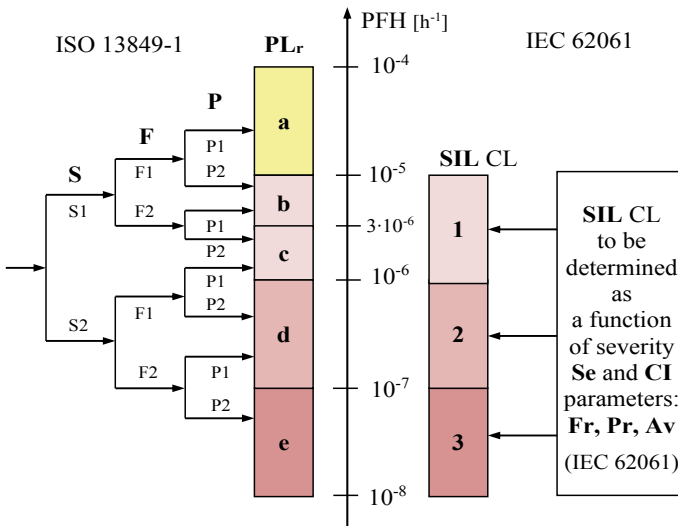 ISO 13849-1
PLr
PFH [h⁻¹]
IEC 62061
10⁻⁴
P
a
F
P1
P2
S
F1
SIL CL
10⁻⁵
S1
F2
b
P1
P2
3·10⁻⁶
c
1
10⁻⁶
P1
P2
S2
F1
d
2
F2
P1
P2
10⁻⁷
e
3
10⁻⁸
SIL CL
to be
determined
as
a function
of severity
Se and CI
parameters:
Fr, Pr, Av
(IEC 62061)